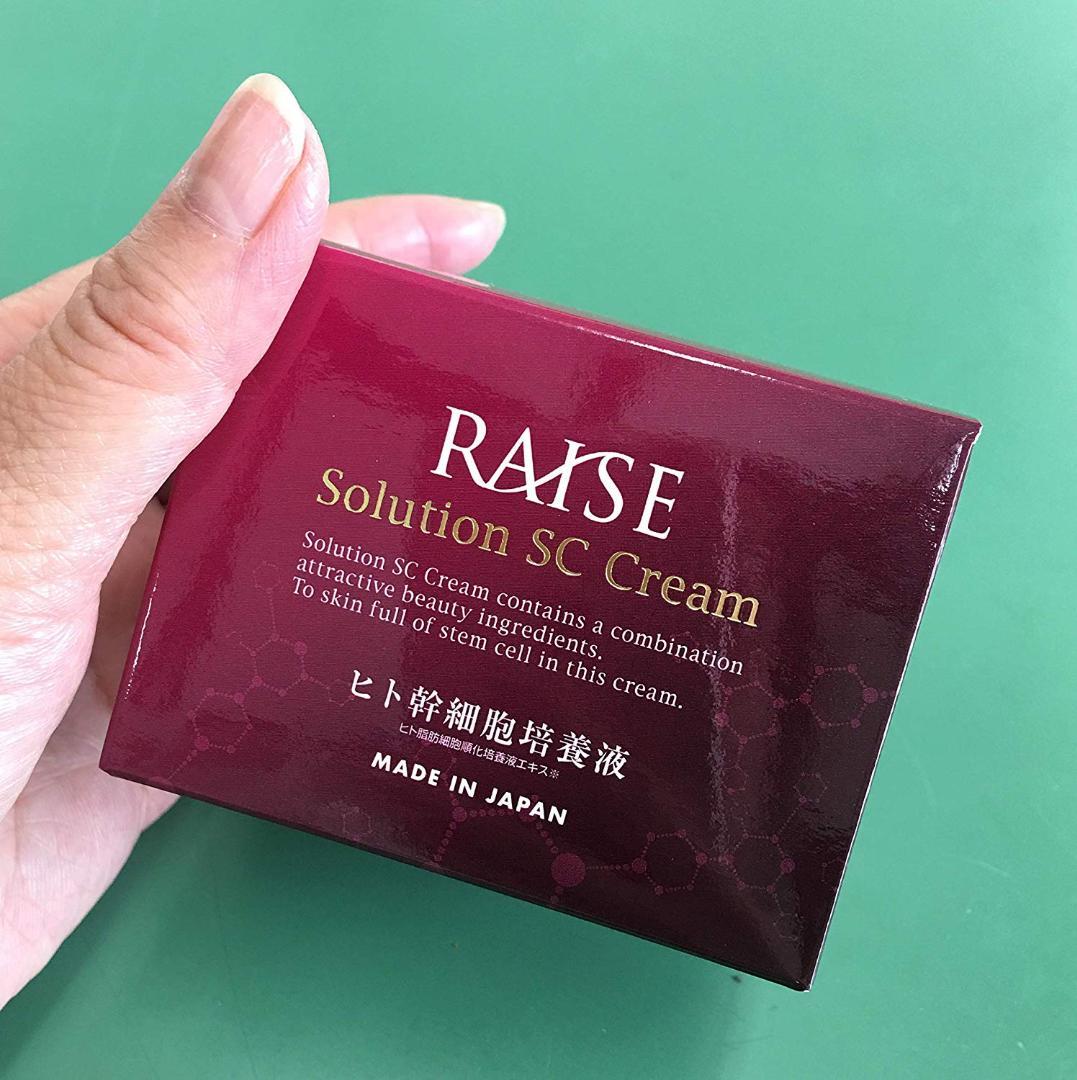 RAISE
Solution SC Cream
Solution SC Cream contains a combination
attractive beauty ingredients.
To skin full of stem cell in this cream.
ヒト幹細胞培養液
ヒト脂肪細胞順化培養液エキス※
MADE IN JAPAN